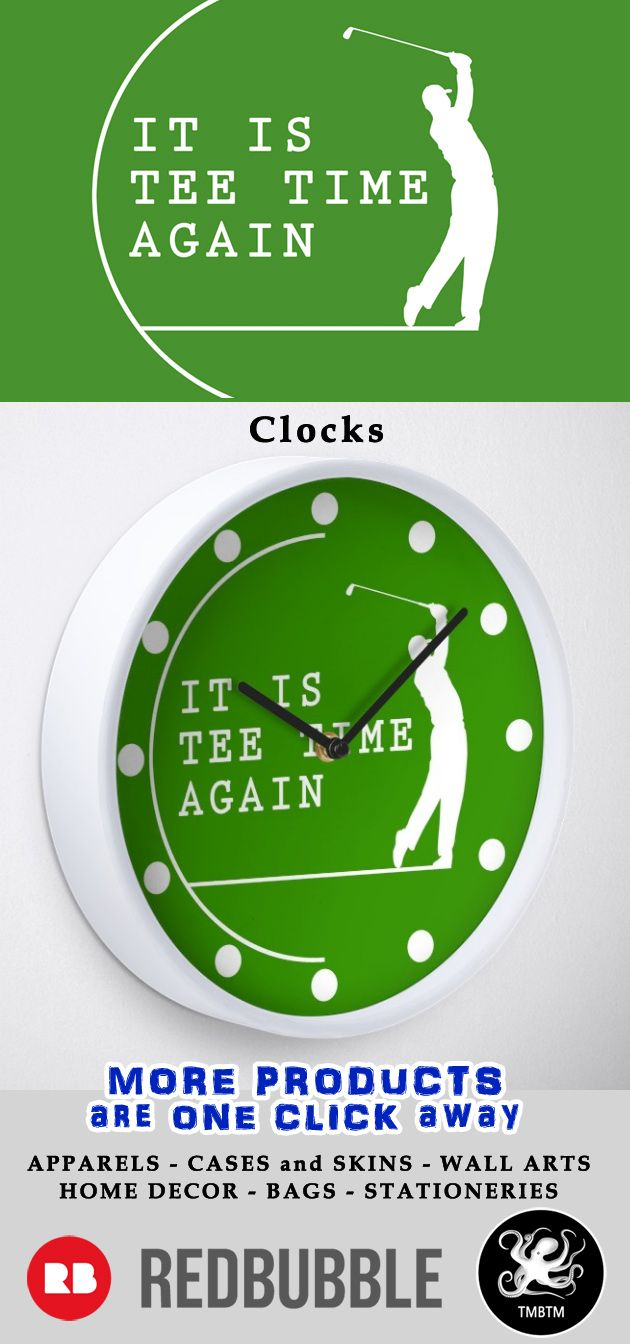 IT IS
TEE TIME
AGAIN
Clocks
IT IS
TEE TIME
AGAIN
MORE PRODUCTS
aRE ONE CLICK away
APPARELS - CASES and SKINS - WALL ARTS
HOME DECOR - BAGS - STATIONERIES
RB REDBUBBLE
TMBTM